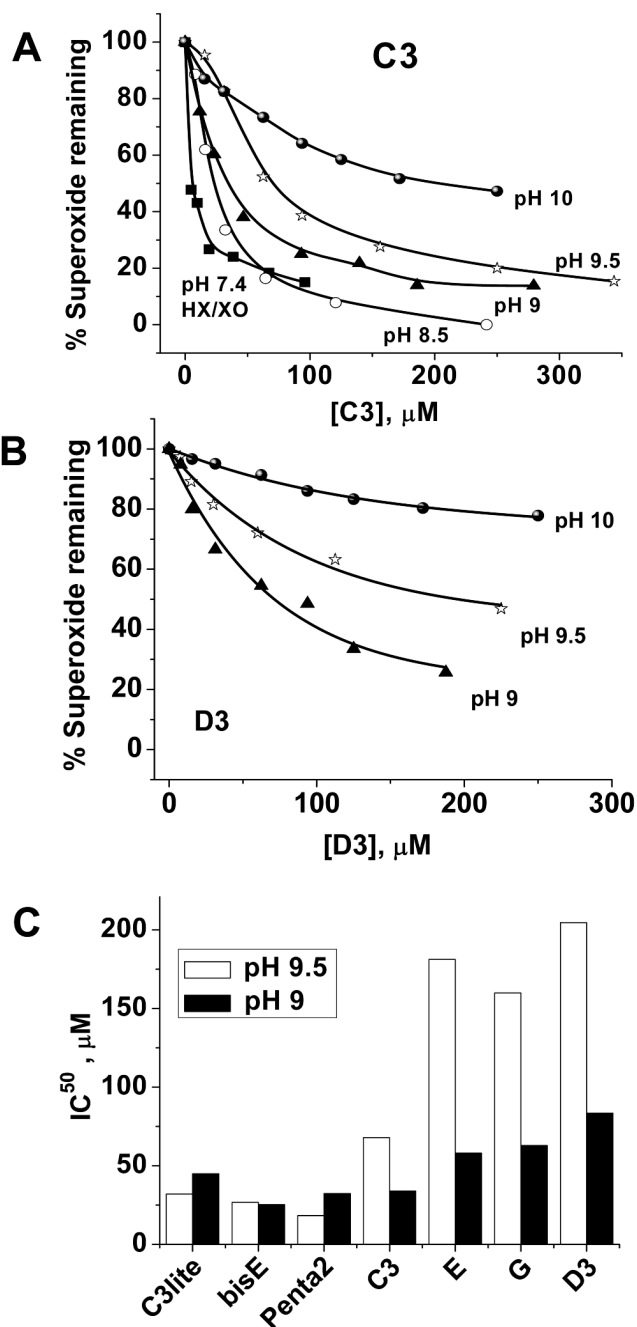 A
C3
% Superoxide remaining
100
80
60
40
20
0
pH 10
pH 9.5
pH 9
pH 8.5
pH 7.4
HX/XO
0 100 200 300
[C3], μM
B
% Superoxide remaining
100
80
60
40
20
0
pH 10
pH 9.5
pH 9
D3
0 100 200 300
[D3], μM
C
IC50 , μM
200
150
100
50
0
pH 9.5
pH 9
C3lite bisE Penta2 C3 E G D3